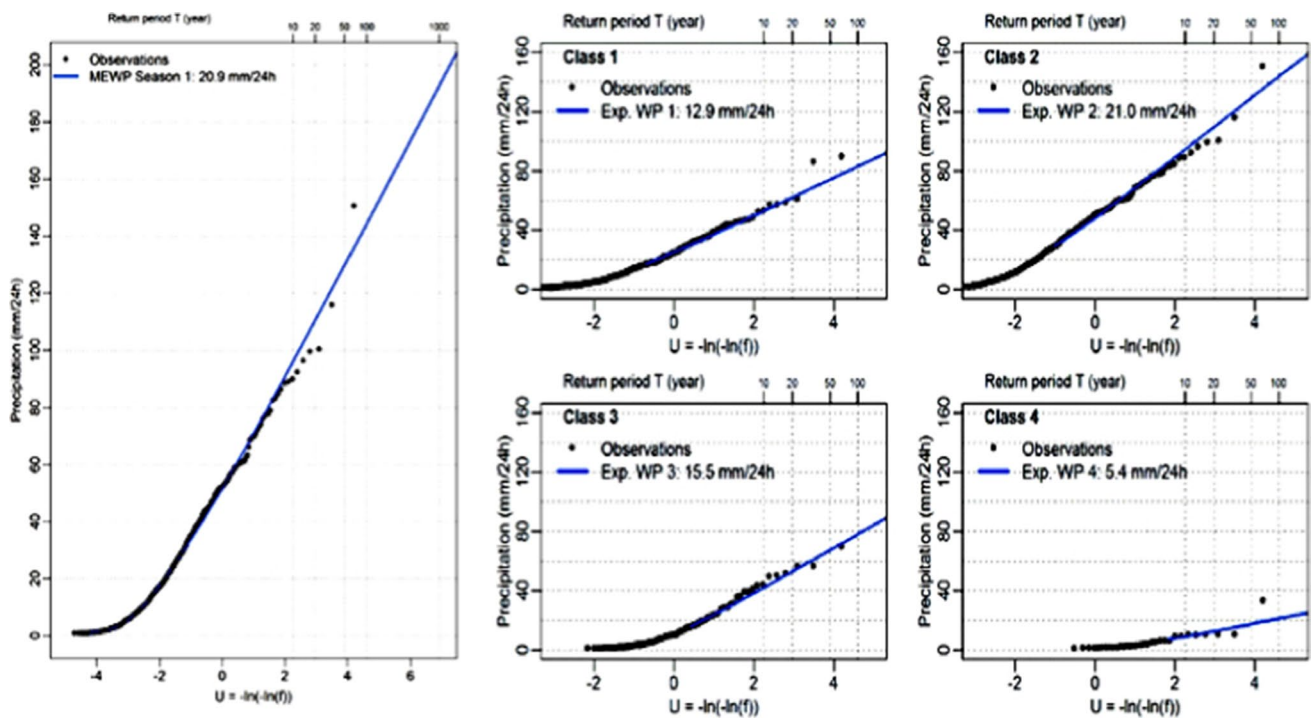 Return period T (year)
10 20 50 100 1000
Observations
MEWP Season 1: 20.9 mm/24h
Precipitation (mm/24h)
200
180
160
140
120
100
80
60
40
20
0
-4 -2 0 2 4 6
U = -ln(-ln(f))
Return period T (year)
10 20 50 100
Class 1
Observations
Exp. WP 1: 12.9 mm/24h
Precipitation (mm/24h)
160
120
80
40
0
-2 0 2 4
U = -ln(-ln(f))
Return period T (year)
10 20 50 100
Class 2
Observations
Exp. WP 2: 21.0 mm/24h
Precipitation (mm/24h)
160
120
80
40
0
-2 0 2 4
U = -ln(-ln(f))
Return period T (year)
10 20 50 100
Class 3
Observations
Exp. WP 3: 15.5 mm/24h
Precipitation (mm/24h)
160
120
80
40
0
-2 0 2 4
U = -ln(-ln(f))
Return period T (year)
10 20 50 100
Class 4
Observations
Exp. WP 4: 5.4 mm/24h
Precipitation (mm/24h)
160
120
80
40
0
-2 0 2 4
U = -ln(-ln(f))